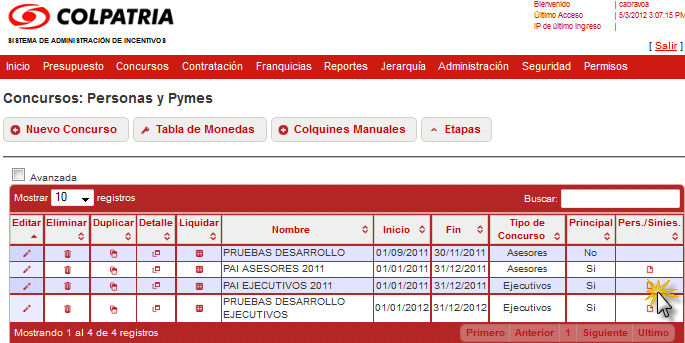 COLPATRIA
Bienvenido | cabravoa
Último Acceso | 5/3/2012 3:07:15 PM
IP de último Ingreso |
SISTEMA DE ADMINISTRACIÓN DE INCENTIVOS
[ Salir ]
Inicio Presupuesto Concursos Contratación Franquicias Reportes Jerarquía Administración Seguridad Permisos
Concursos: Personas y Pymes
Nuevo Concurso Tabla de Monedas Colquines Manuales Etapas
Avanzada
Mostrar 10 registros Buscar:
Editar Eliminar Duplicar Detalle Liquidar Nombre Inicio Fin Tipo de Concurso Principal Pers./Sinies.
PRUEBAS DESARROLLO 01/09/2011 30/11/2011 Asesores No
PAI ASESORES 2011 01/01/2011 31/12/2011 Asesores Si
PAI EJECUTIVOS 2011 01/01/2011 31/12/2011 Ejecutivos Si
PRUEBAS DESARROLLO EJECUTIVOS 01/01/2012 31/12/2012 Ejecutivos Si
Mostrando 1 al 4 de 4 registros Primero Anterior 1 Siguiente Ultimo